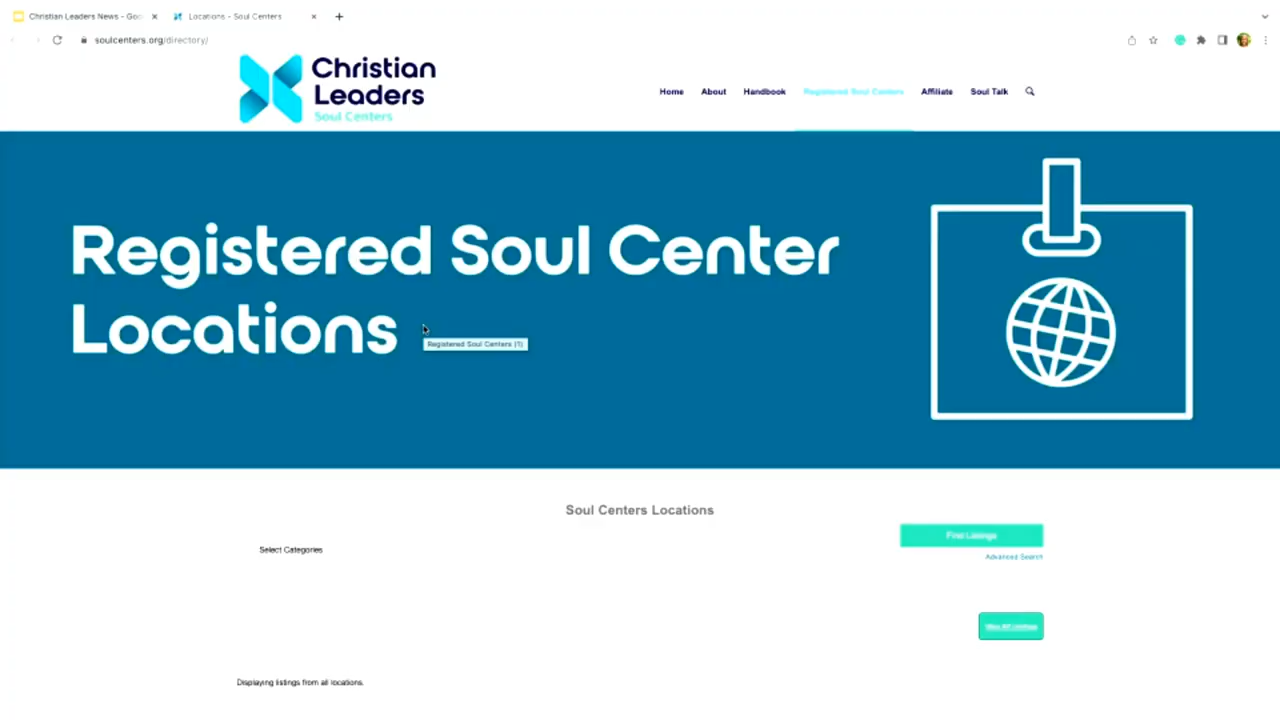 Christian Leaders News - Goo
Locations - Soul Centers
soulcenters.org/directory/
Christian
Leaders
Soul Centers
Home
About
Handbook
Registered Soul Centers
Affiliate
Soul Talk
Registered Soul Center
Locations
Registered Soul Centers (1)
Soul Centers Locations
Select Categories
Find Listings
Advanced Search
View All Listings
Displaying listings from all locations.